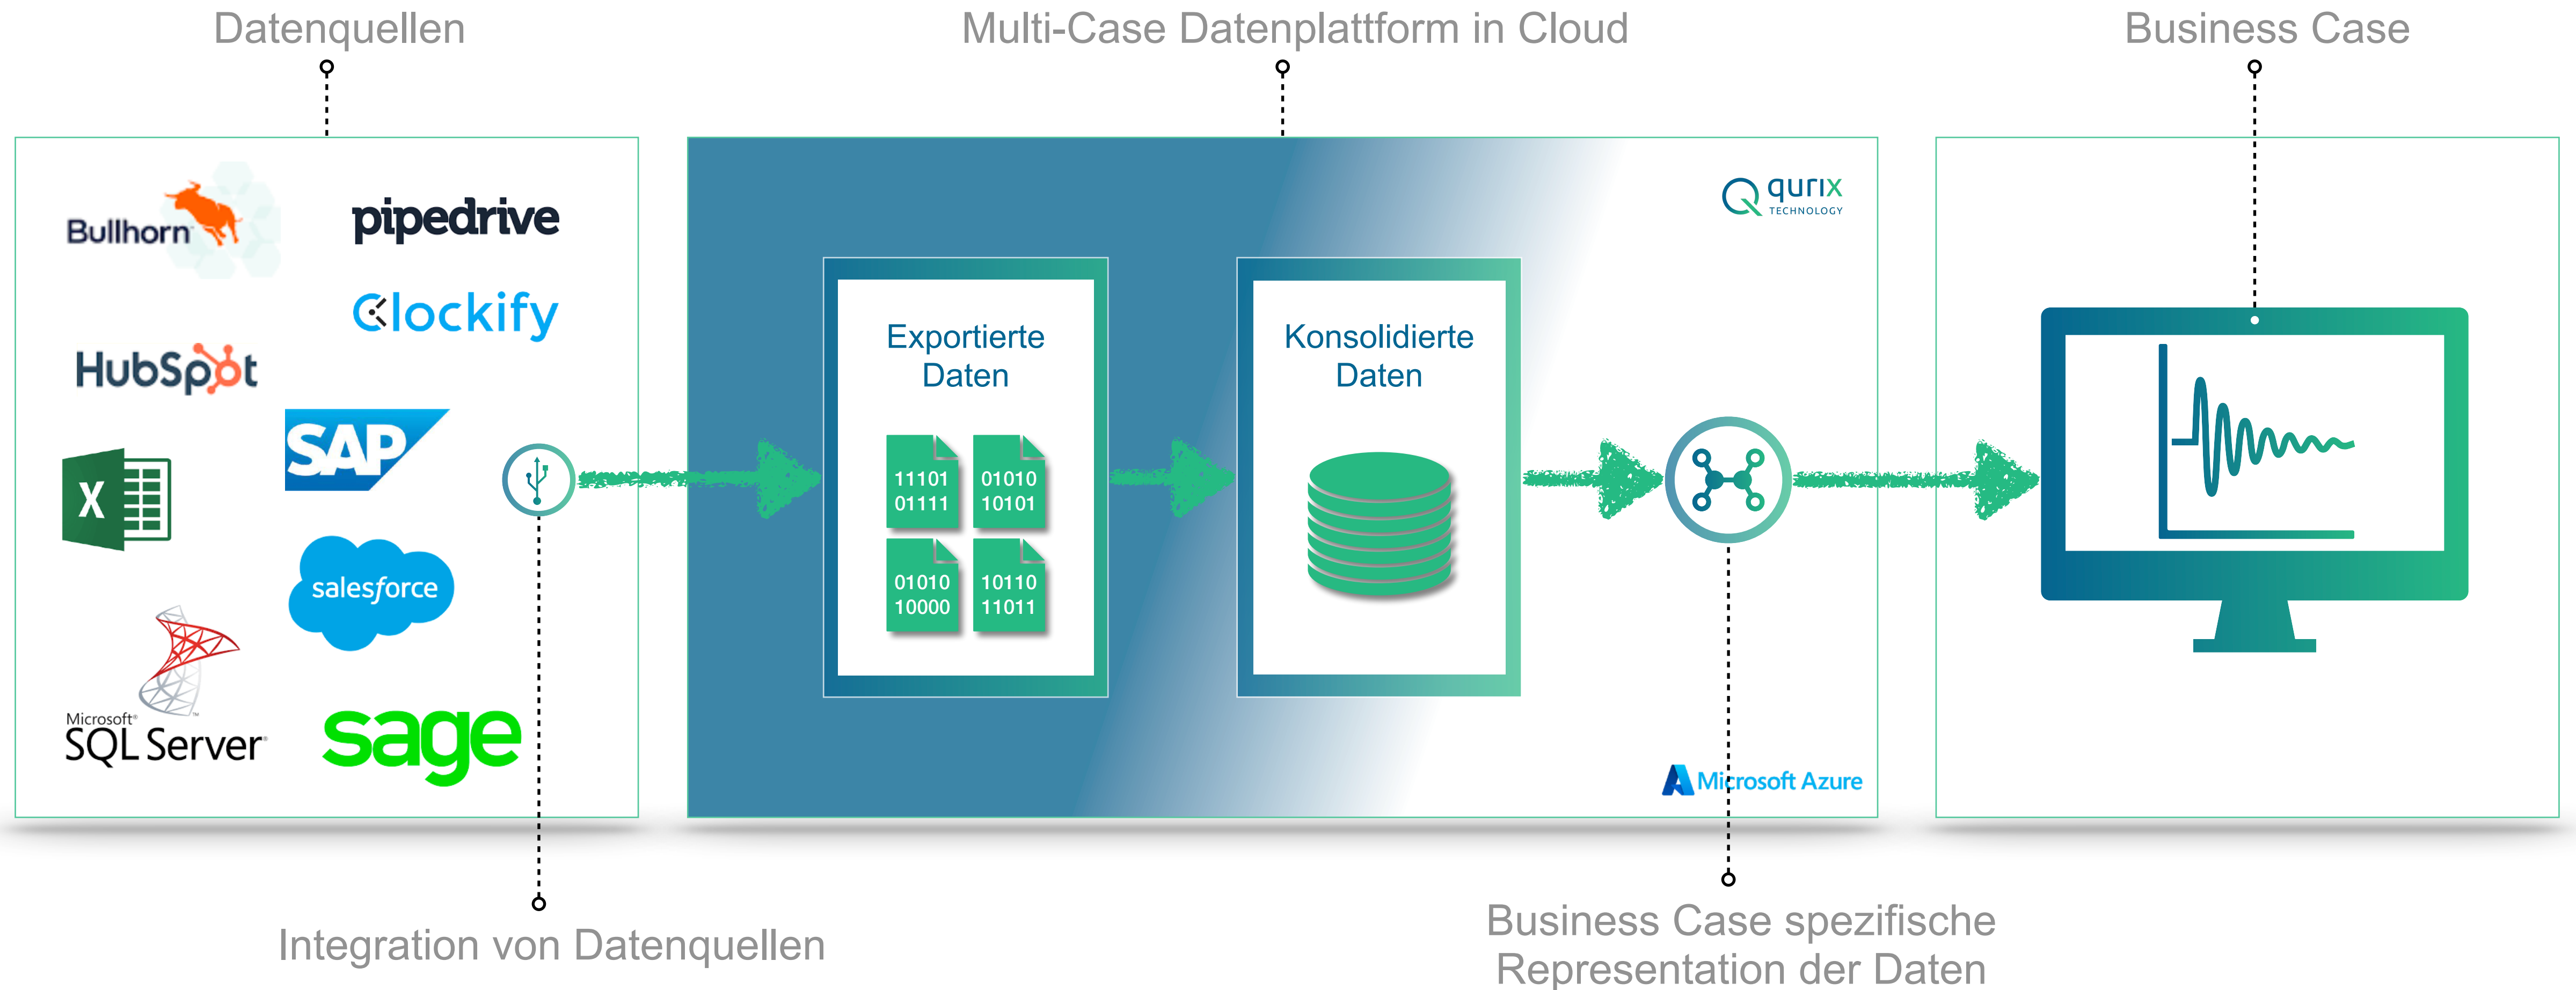 Datenquellen
Multi-Case Datenplattform in Cloud
Business Case
Bullhorn
pipedrive
Clockify
HubSpot
SAP
X
salesforce
Microsoft®
SQL Server
sage
qurix
TECHNOLOGY
Exportierte
Daten
11101
01111
01010
10101
01010
10000
10110
11011
Konsolidierte
Daten
Microsoft Azure
Integration von Datenquellen
Business Case spezifische
Representation der Daten